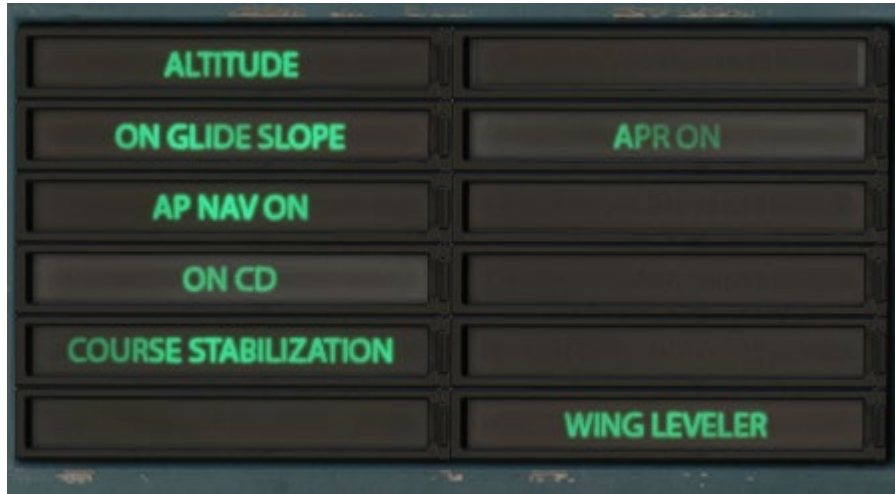 ALTITUDE
ON GLIDE SLOPE
APR ON
AP NAV ON
ON CD
COURSE STABILIZATION
WING LEVELER